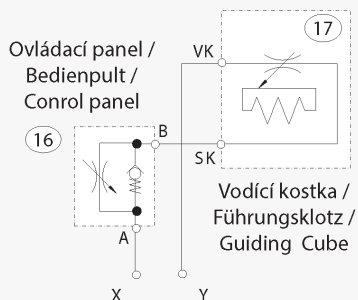 17
Ovládací panel /
Bedienpult /
Conrol panel
VK
16
B
SK
A
Vodící kostka /
Führungsklotz /
Guiding Cube
X
Y